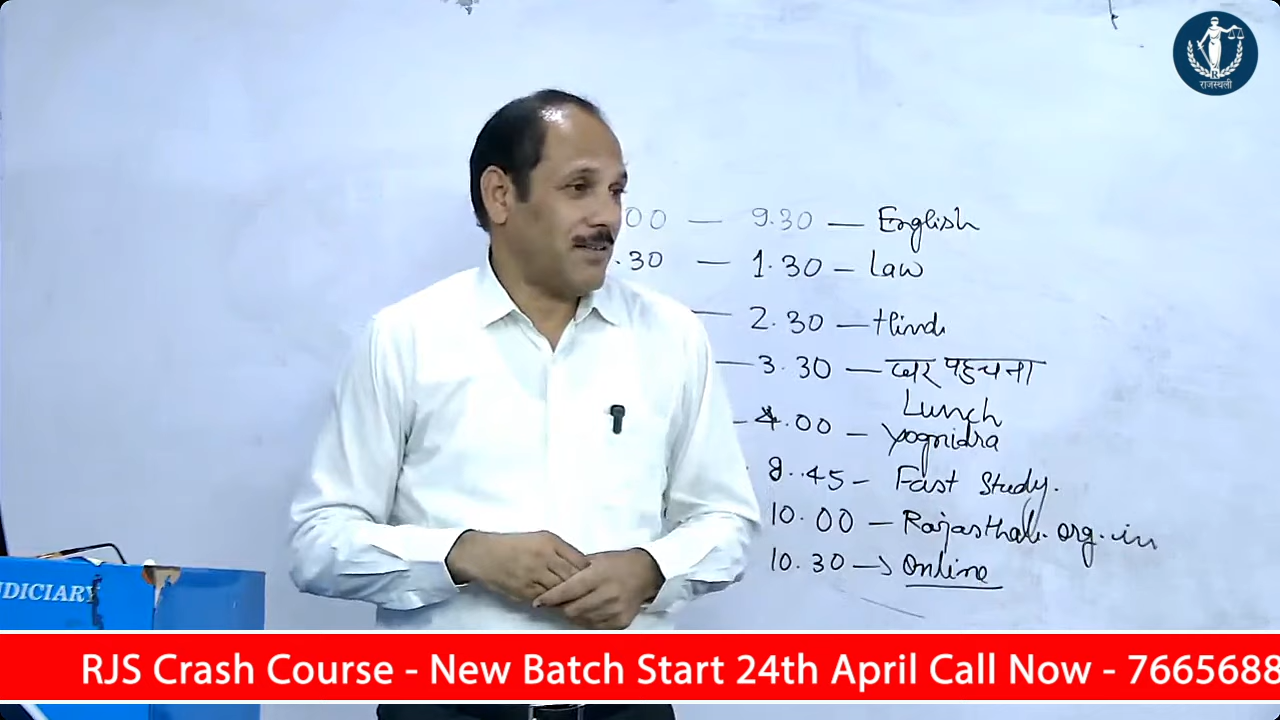 राजस्थली
00 — 9.30 — English
.30 — 1.30 — Law
— 2.30 — Hindi
— 3.30 — घर पहुचना
Lunch
- 4.00 — Yognidra
8.45 — Fast Study.
10.00 — Rajasthali.org.in
10.30 → Online
UDICIARY
RJS Crash Course - New Batch Start 24th April Call Now - 7665688